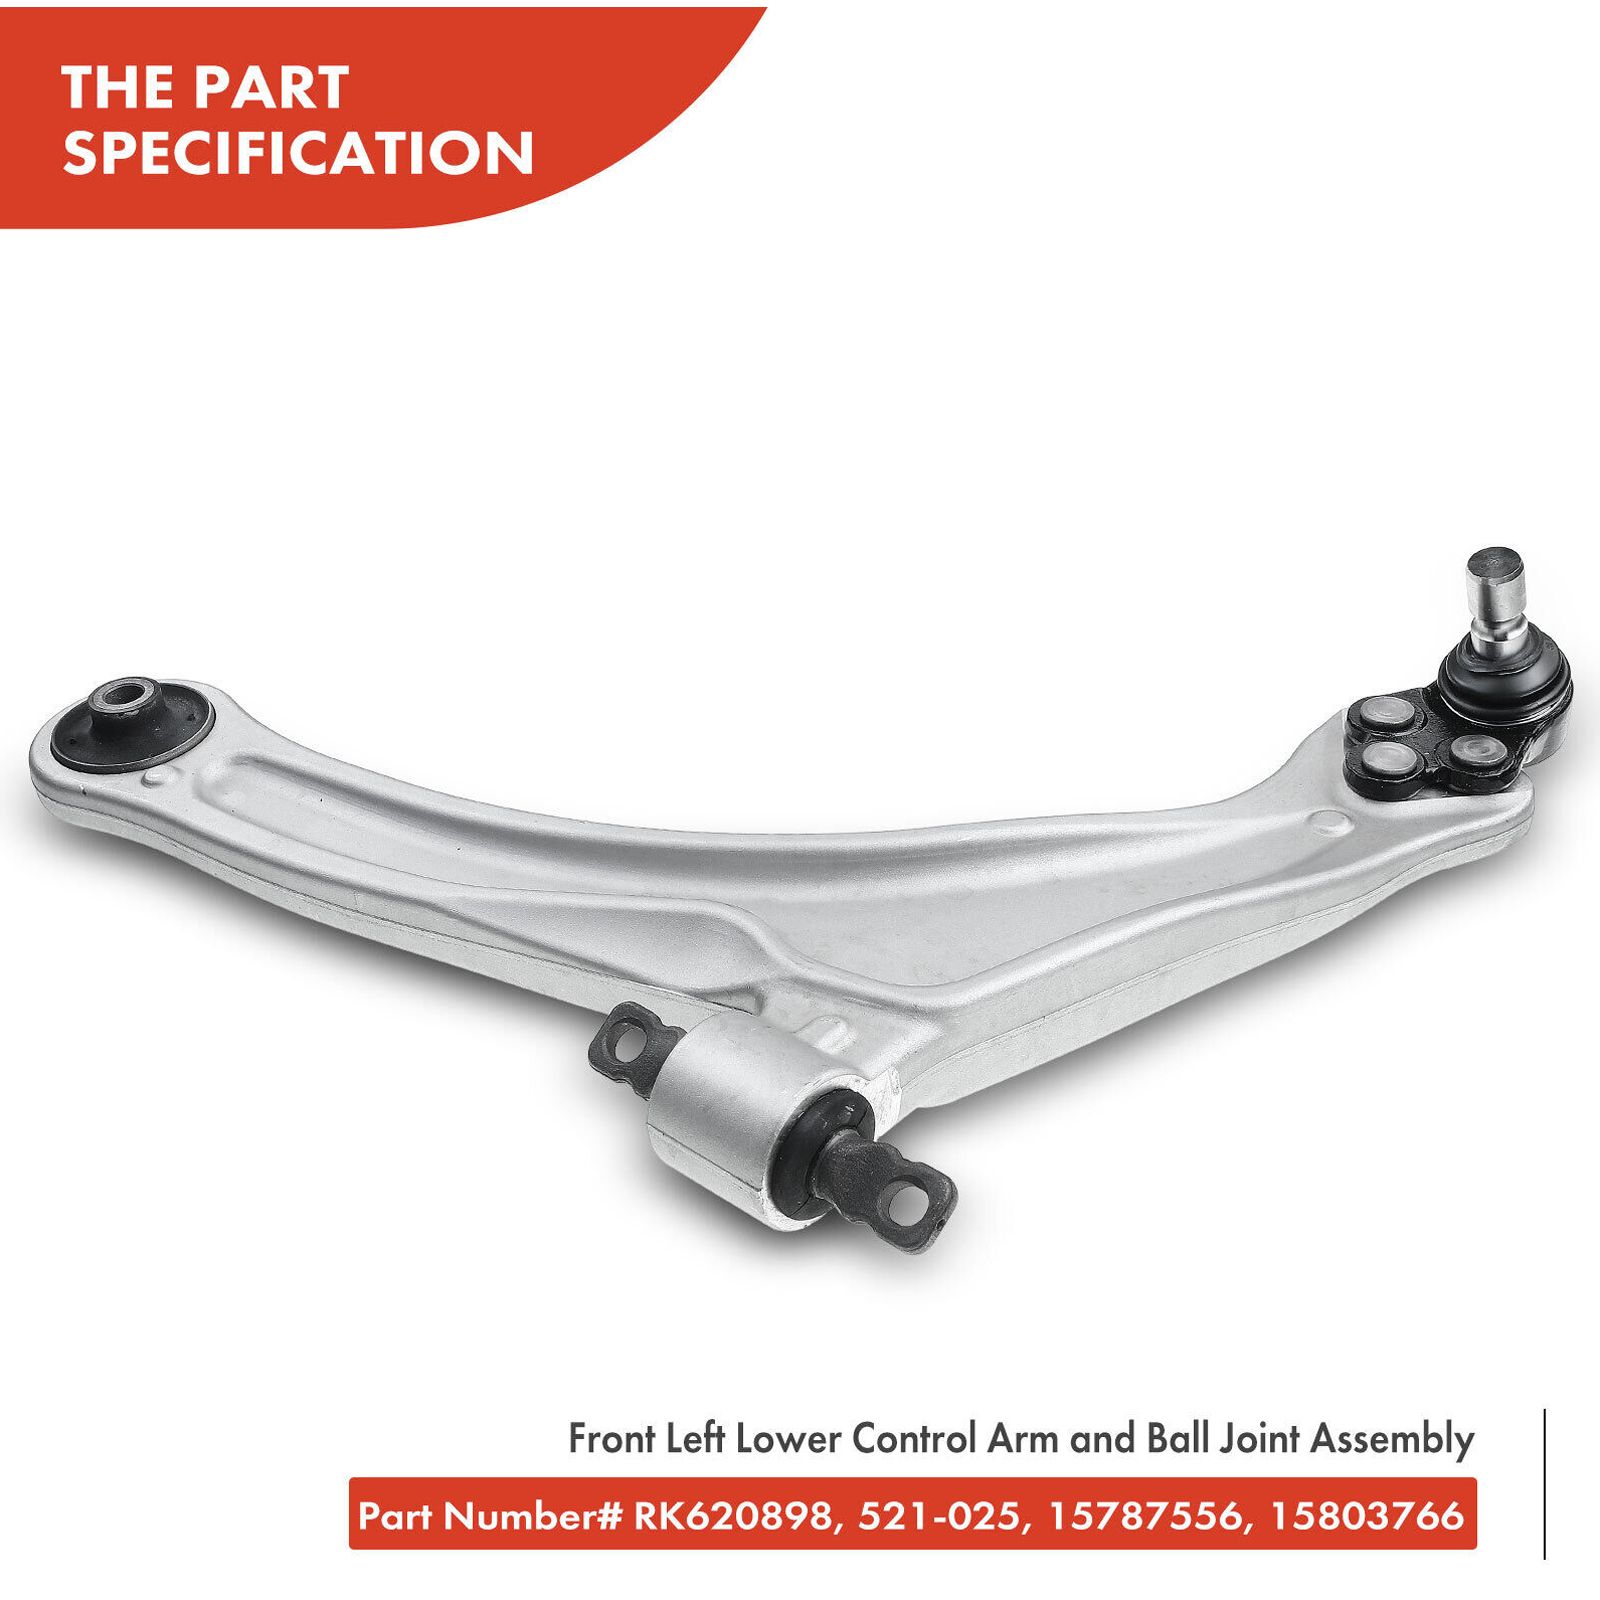 THE PART
SPECIFICATION
Front Left Lower Control Arm and Ball Joint Assembly
Part Number# RK620898, 521-025, 15787556, 15803766